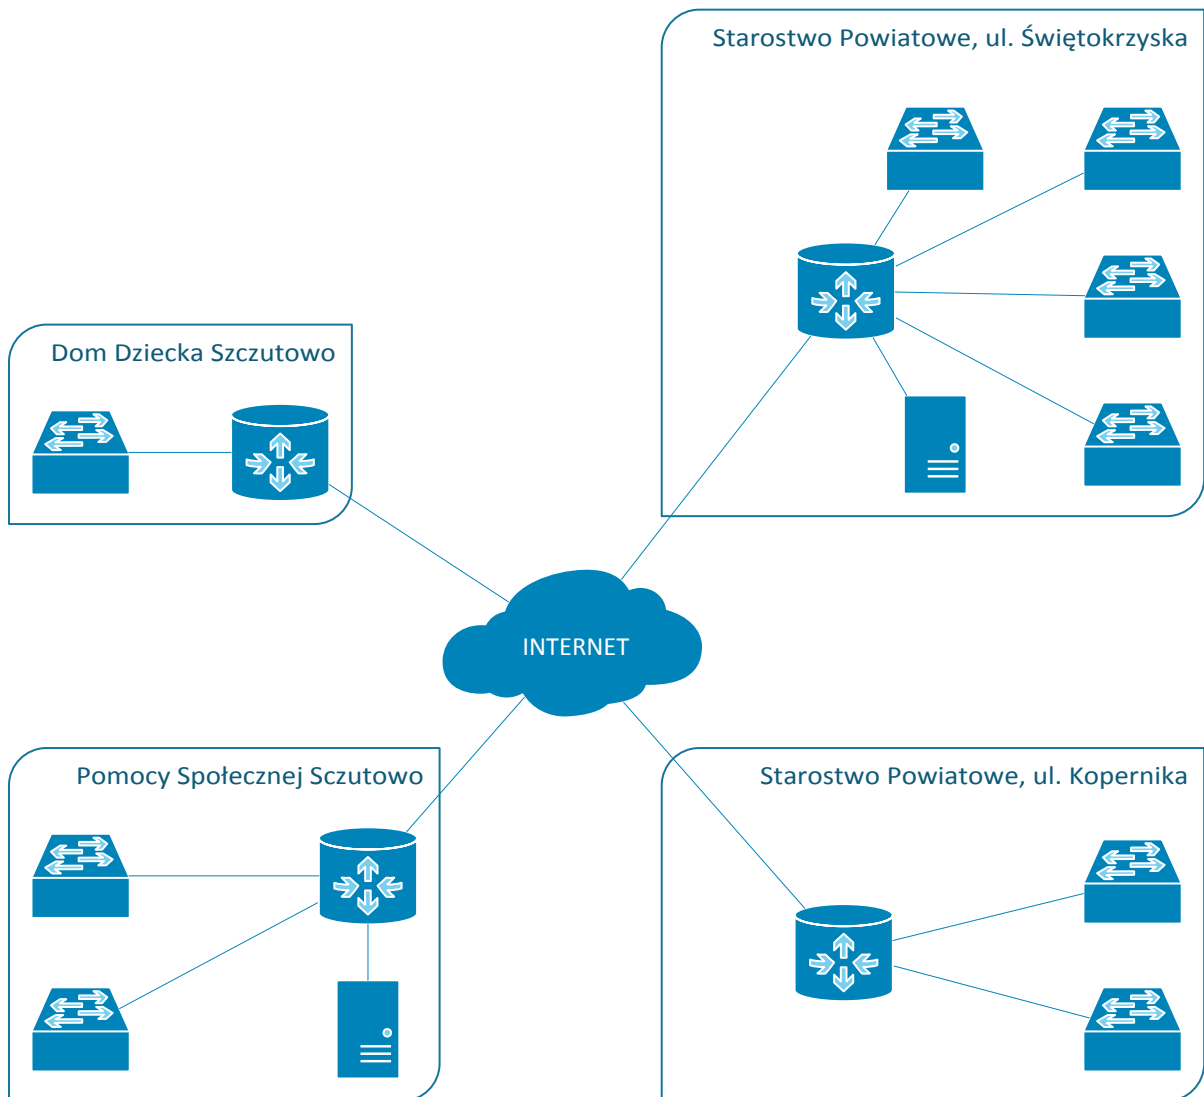 Starostwo Powiatowe, ul. Świętokrzyska
Dom Dziecka Szczutowo
INTERNET
Pomocy Społecznej Sczutowo
Starostwo Powiatowe, ul. Kopernika